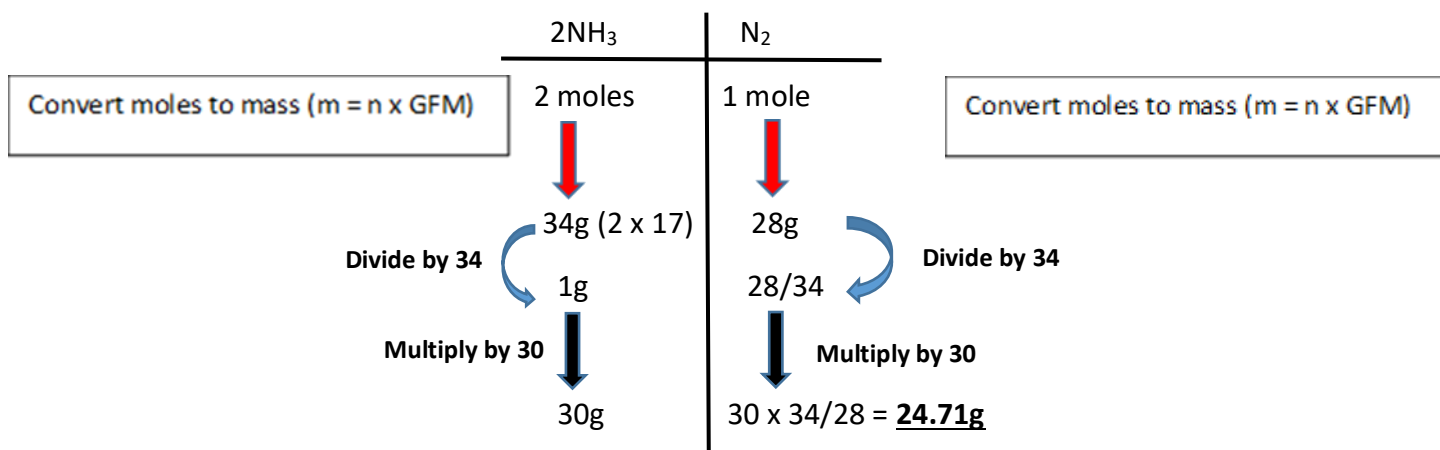 2NH₃ N₂
Convert moles to mass (m = n x GFM) 2 moles 1 mole Convert moles to mass (m = n x GFM)
34g (2 x 17) 28g
Divide by 34 Divide by 34
1g 28/34
Multiply by 30 Multiply by 30
30g 30 x 34/28 = 24.71g